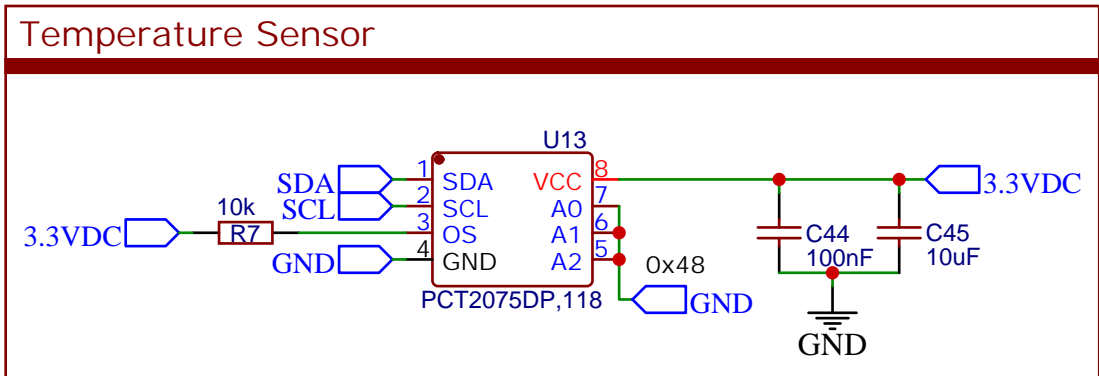 Temperature Sensor
U13
SDA 1 SDA VCC 8 3.3VDC
SCL 2 SCL A0 7
3.3VDC 10k R7 3 OS A1 6
GND 4 GND A2 5
0x48
PCT2075DP,118
GND
C44
100nF
C45
10uF
GND